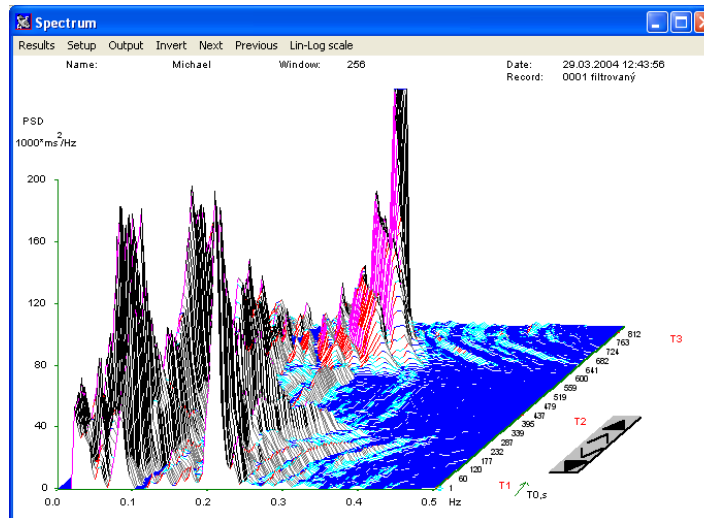 Spectrum
Results Setup Output Invert Next Previous Lin-Log scale
Name: Michael Window: 256 Date: 29.03.2004 12:43:56
Record: 0001 filtrovaný
PSD
1000*ms²/Hz
200
160
120
80
40
0
0.0 0.1 0.2 0.3 0.4 0.5 Hz
812
763
724
682
641
600
559
519
479
437
395
339
287
232
177
120
60
1
T3
T2
T1
T0,s